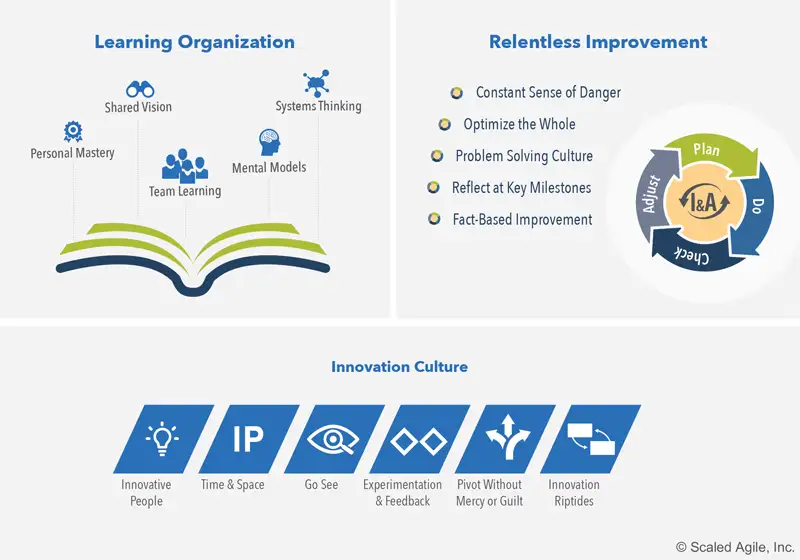 Learning Organization
Shared Vision
Systems Thinking
Personal Mastery
Team Learning
Mental Models
Relentless Improvement
Constant Sense of Danger
Optimize the Whole
Problem Solving Culture
Reflect at Key Milestones
Fact-Based Improvement
Plan
Do
Check
Adjust
I&A
Innovation Culture
IP
Innovative
People
Time & Space
Go See
Experimentation
& Feedback
Pivot Without
Mercy or Guilt
Innovation
Riptides
© Scaled Agile, Inc.